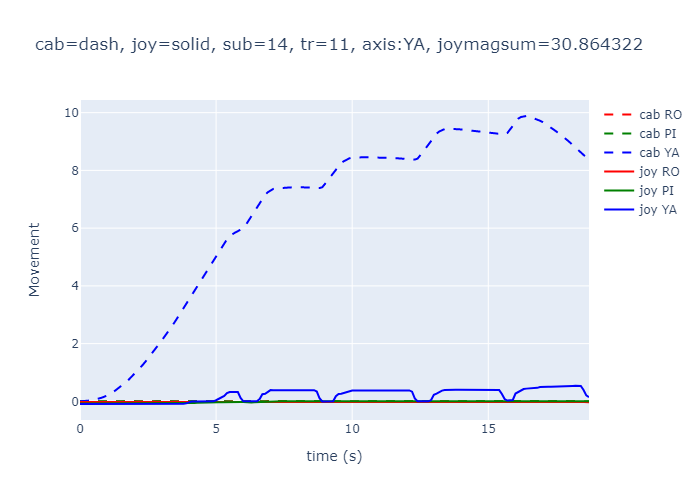 cab=dash, joy=solid, sub=14, tr=11, axis:YA, joymagsum=30.864322
10
8
6
4
2
0
Movement
0
5
10
15
time (s)
cab RO
cab PI
cab YA
joy RO
joy PI
joy YA